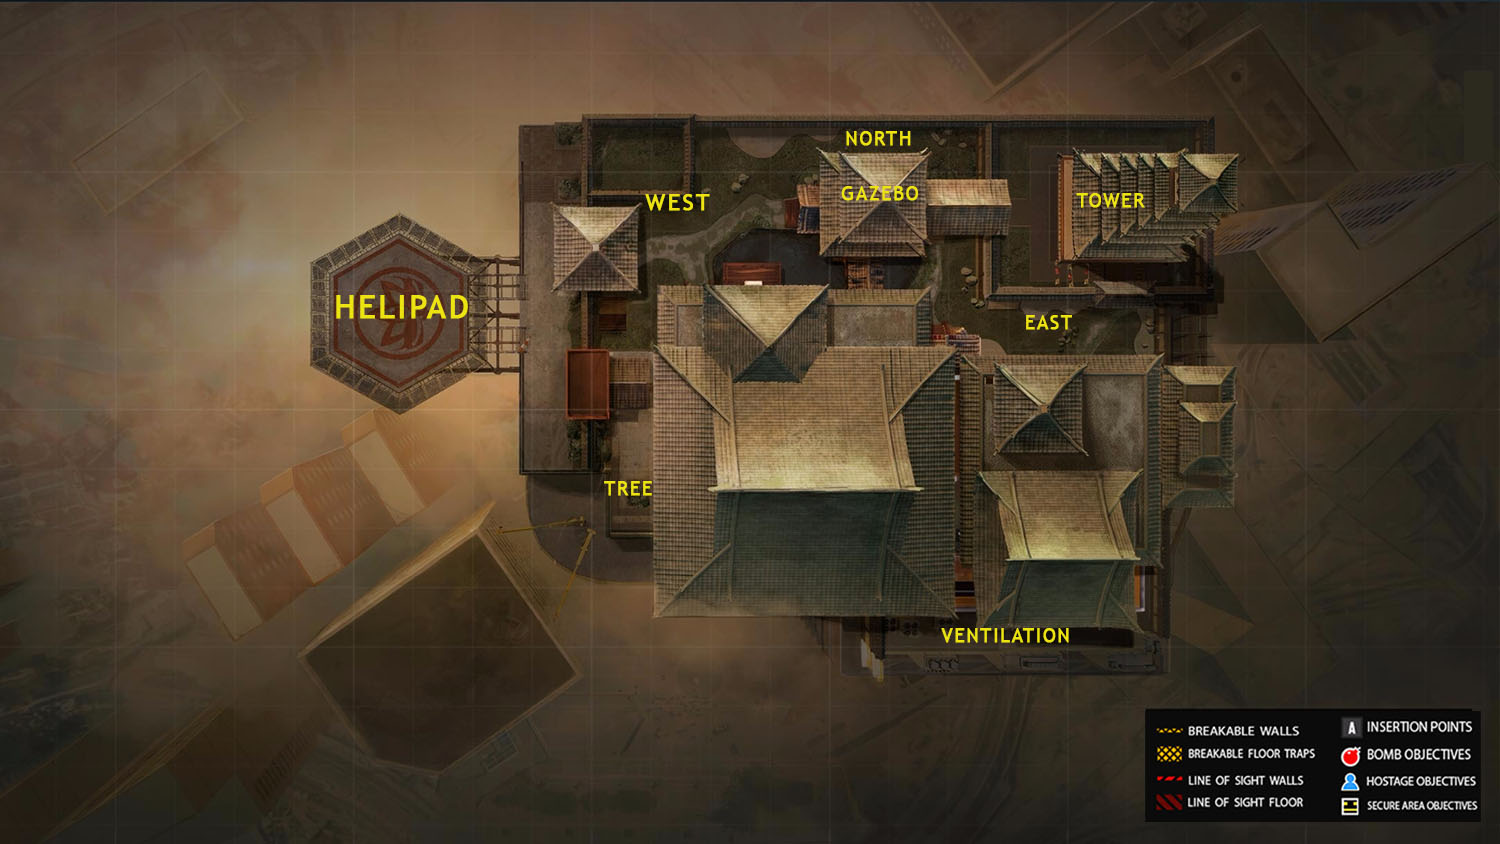 NORTH
GAZEBO
WEST
TOWER
HELIPAD
EAST
TREE
VENTILATION
BREAKABLE WALLS
BREAKABLE FLOOR TRAPS
LINE OF SIGHT WALLS
LINE OF SIGHT FLOOR
A INSERTION POINTS
BOMB OBJECTIVES
HOSTAGE OBJECTIVES
SECURE AREA OBJECTIVES